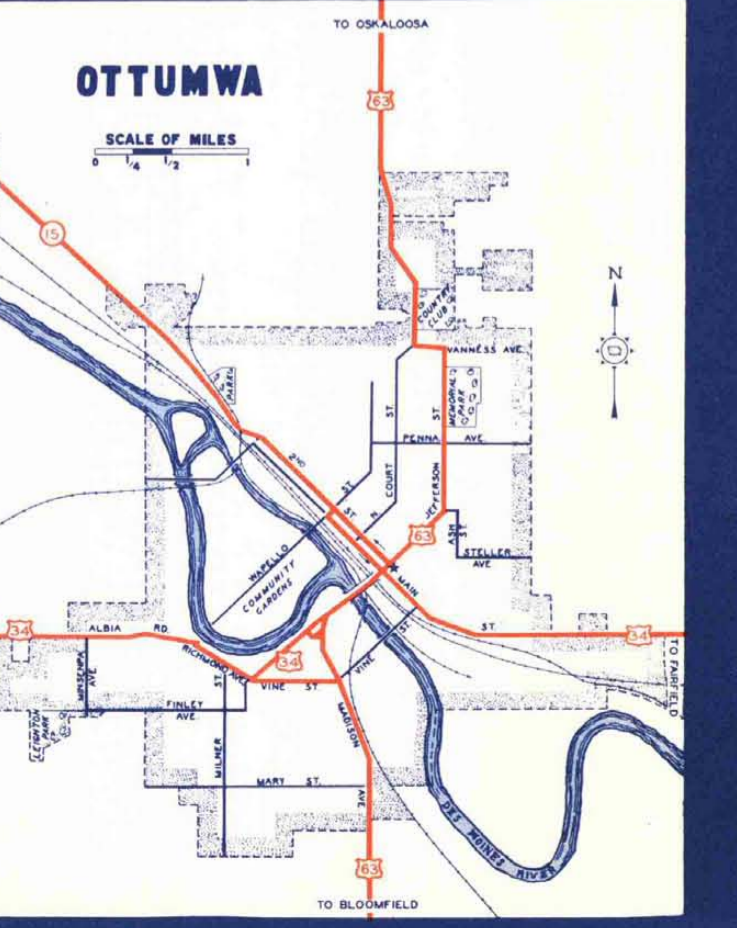 TO OSKALOOSA
OTTUMWA
63
SCALE OF MILES
0 1/4 1/2 1
15
N
COUNTRY CLUB
VANNESS AVE.
PARK
MEMORIAL PARK
ST.
ST.
PENNA AVE.
2ND
ST.
ST.
COURT
N
JEFFERSON
63
ASH ST.
STELLER AVE
WAPELLO
COMMUNITY GARDENS
MAIN
34
ALBIA RD.
ST.
34
VINE ST.
RICHMOND AVE.
34
TO FAIRFIELD
AVE
ST.
VINE ST.
FINLEY AVE.
LEIGHTON PARK
MADISON
MILNER
MARY ST.
AVE
DES MOINES RIVER
63
TO BLOOMFIELD